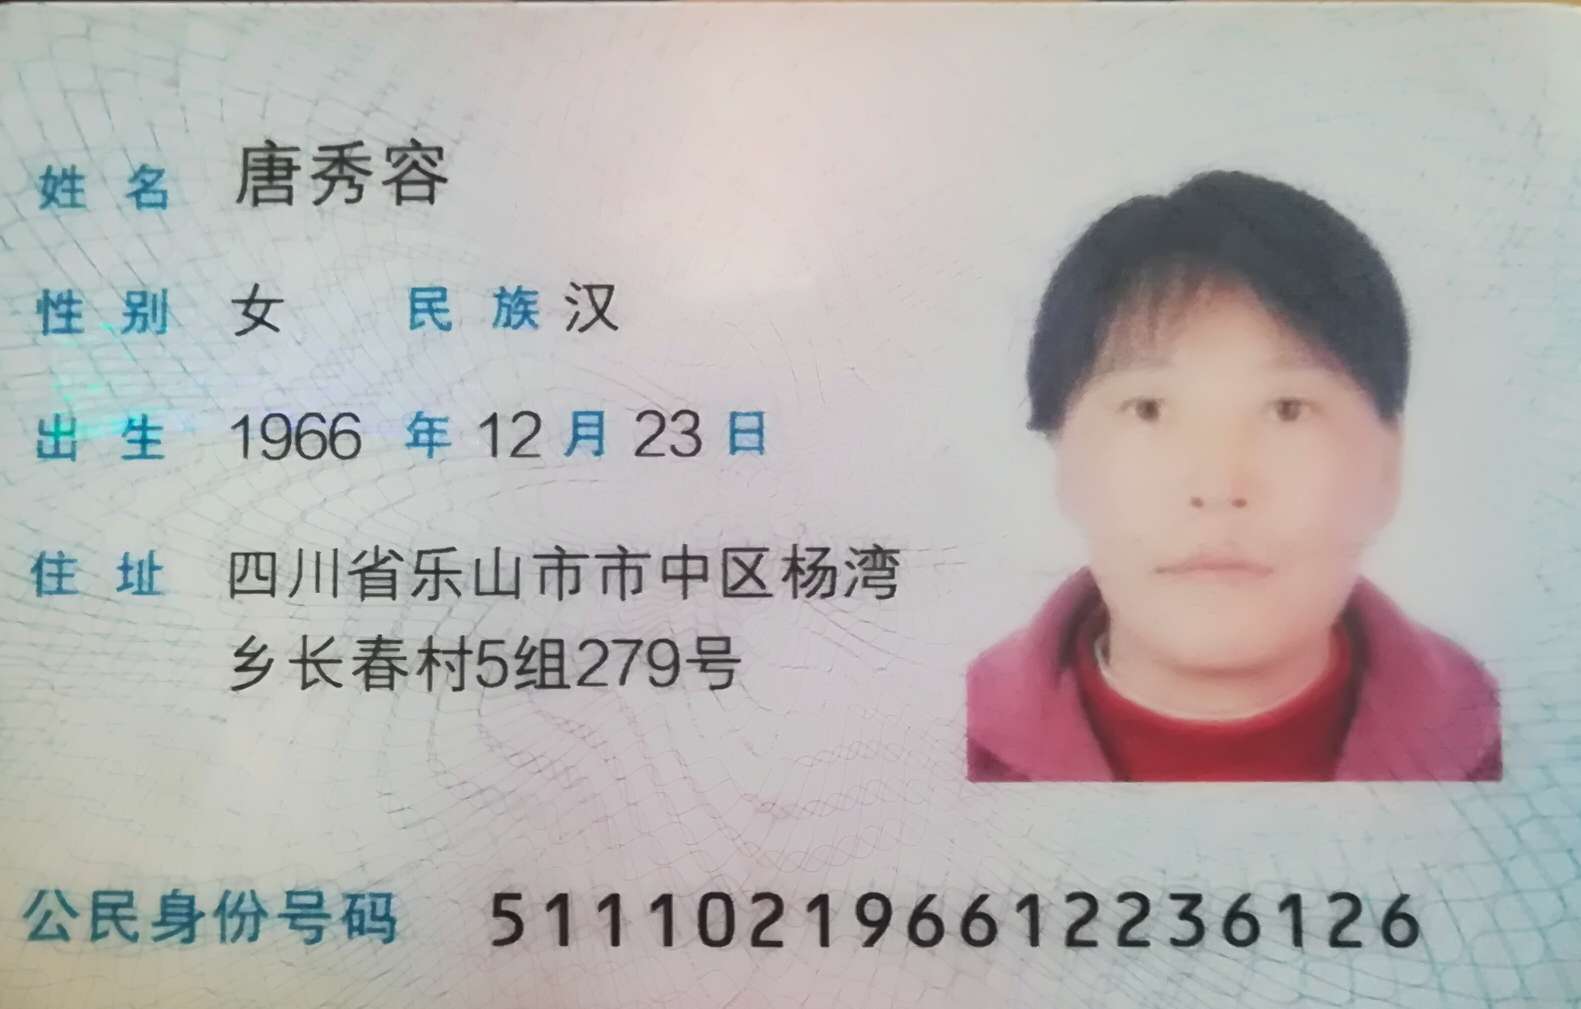 姓名 唐秀容
性别 女 民族 汉
出生 1966 年 12 月 23 日
住址 四川省乐山市市中区杨湾
乡长春村5组279号
公民身份号码 511102196612236126